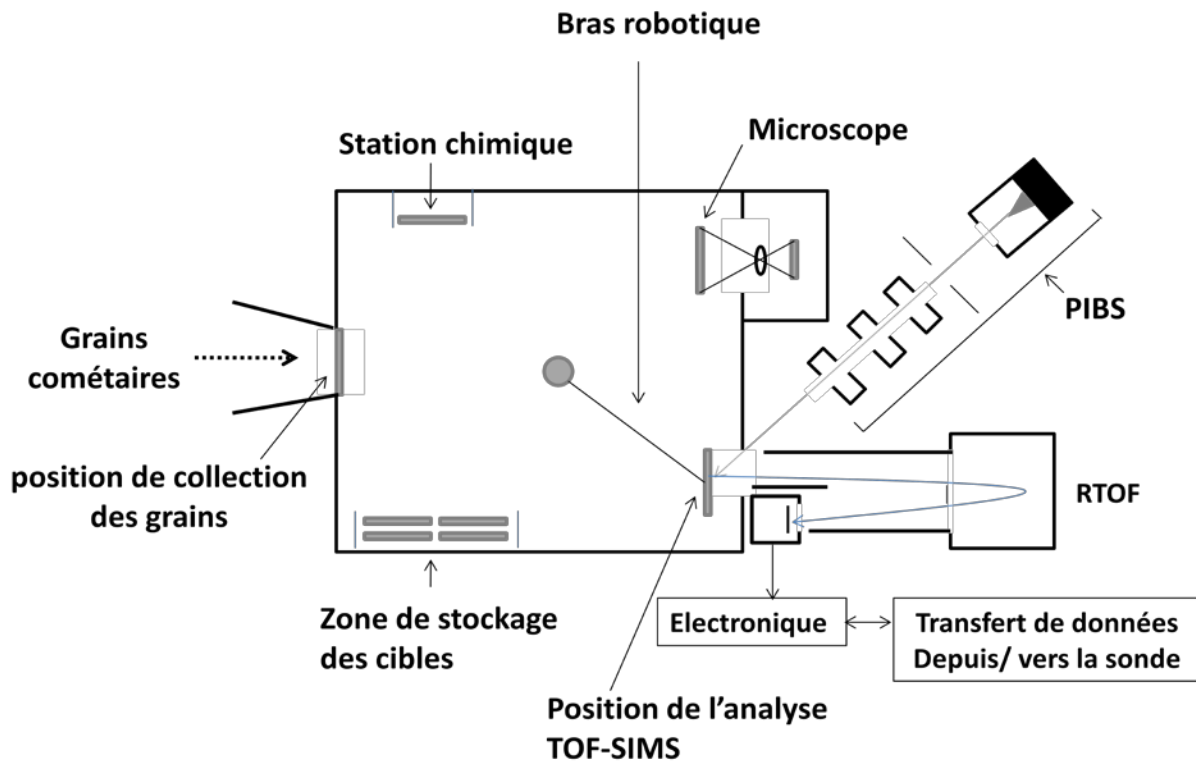 Bras robotique
Station chimique
Microscope
PIBS
Grains
cométaires
position de collection
des grains
RTOF
Zone de stockage
des cibles
Electronique
Transfert de données
Depuis/ vers la sonde
Position de l’analyse
TOF-SIMS